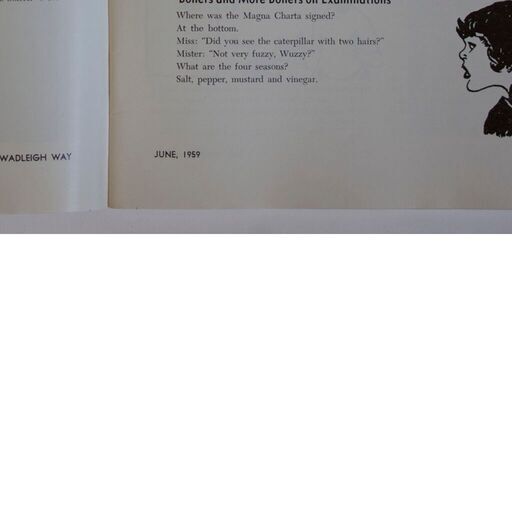 Boners and More Boners on Examinations
Where was the Magna Charta signed?
At the bottom.
Miss: “Did you see the caterpillar with two hairs?”
Mister: “Not very fuzzy, Wuzzy?”
What are the four seasons?
Salt, pepper, mustard and vinegar.
WADLEIGH WAY
JUNE, 1959